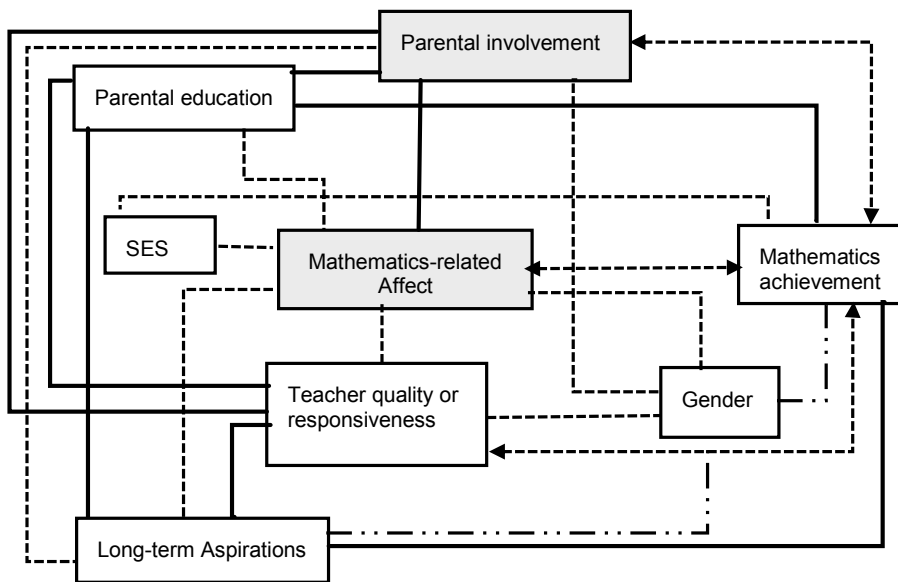 Parental involvement
Parental education
SES
Mathematics-related
Affect
Mathematics
achievement
Teacher quality or
responsiveness
Gender
Long-term Aspirations